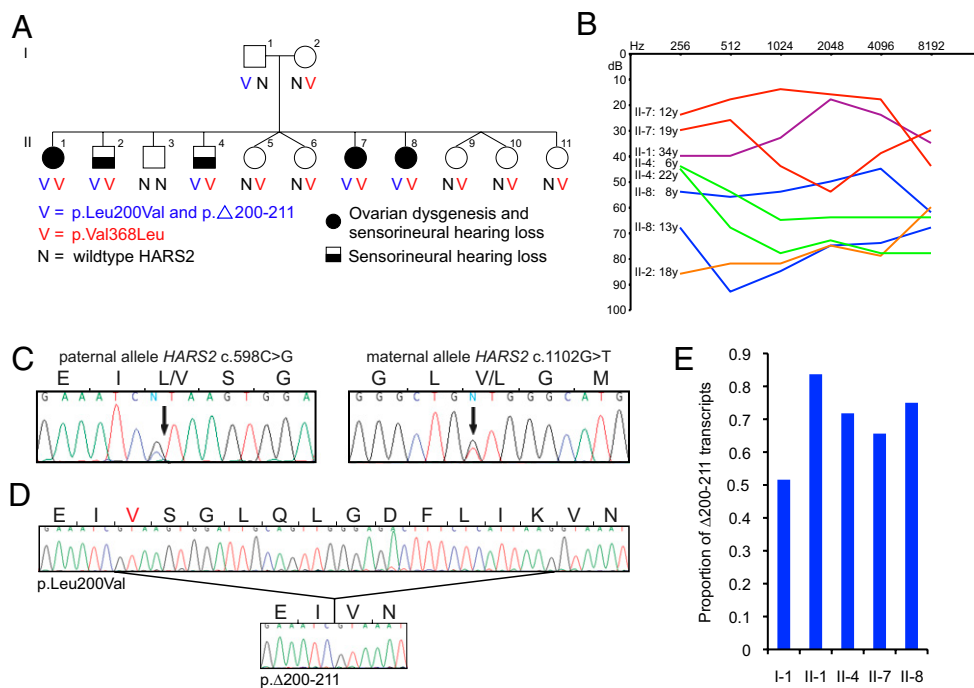 A
I
1 2
V N N V
II
1 2 3 4 5 6 7 8 9 10 11
V V V V N N V V N V N V V V V V N V N V N V
V = p.Leu200Val and p.△200-211
V = p.Val368Leu
N = wildtype HARS2
Ovarian dysgenesis and
sensorineural hearing loss
Sensorineural hearing loss
B
Hz 256 512 1024 2048 4096 8192
0
dB
10
20
II-7: 12y
30
II-7: 19y
40
II-1: 34y
II-4: 6y
II-4: 22y
50
II-8: 8y
60
II-8: 13y
70
80
II-2: 18y
90
100
C
paternal allele HARS2 c.598C>G
E I L/V S G
G A A A T C N T A A G T G G A
maternal allele HARS2 c.1102G>T
G L V/L G M
G G G C T G N T G G G C A T G
D
E I V S G L Q L G D F L I K V N
p.Leu200Val
E I V N
G A A A T C G T A A A T
p.△200-211
E
Proportion of Δ200-211 transcripts
0.9
0.8
0.7
0.6
0.5
0.4
0.3
0.2
0.1
0
I-1 II-1 II-4 II-7 II-8